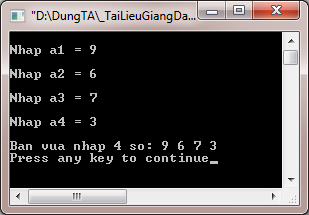 "D:\DungTA\_TaiLieuGiangDa...
Nhap a1 = 9
Nhap a2 = 6
Nhap a3 = 7
Nhap a4 = 3
Ban vua nhap 4 so: 9 6 7 3
Press any key to continue_